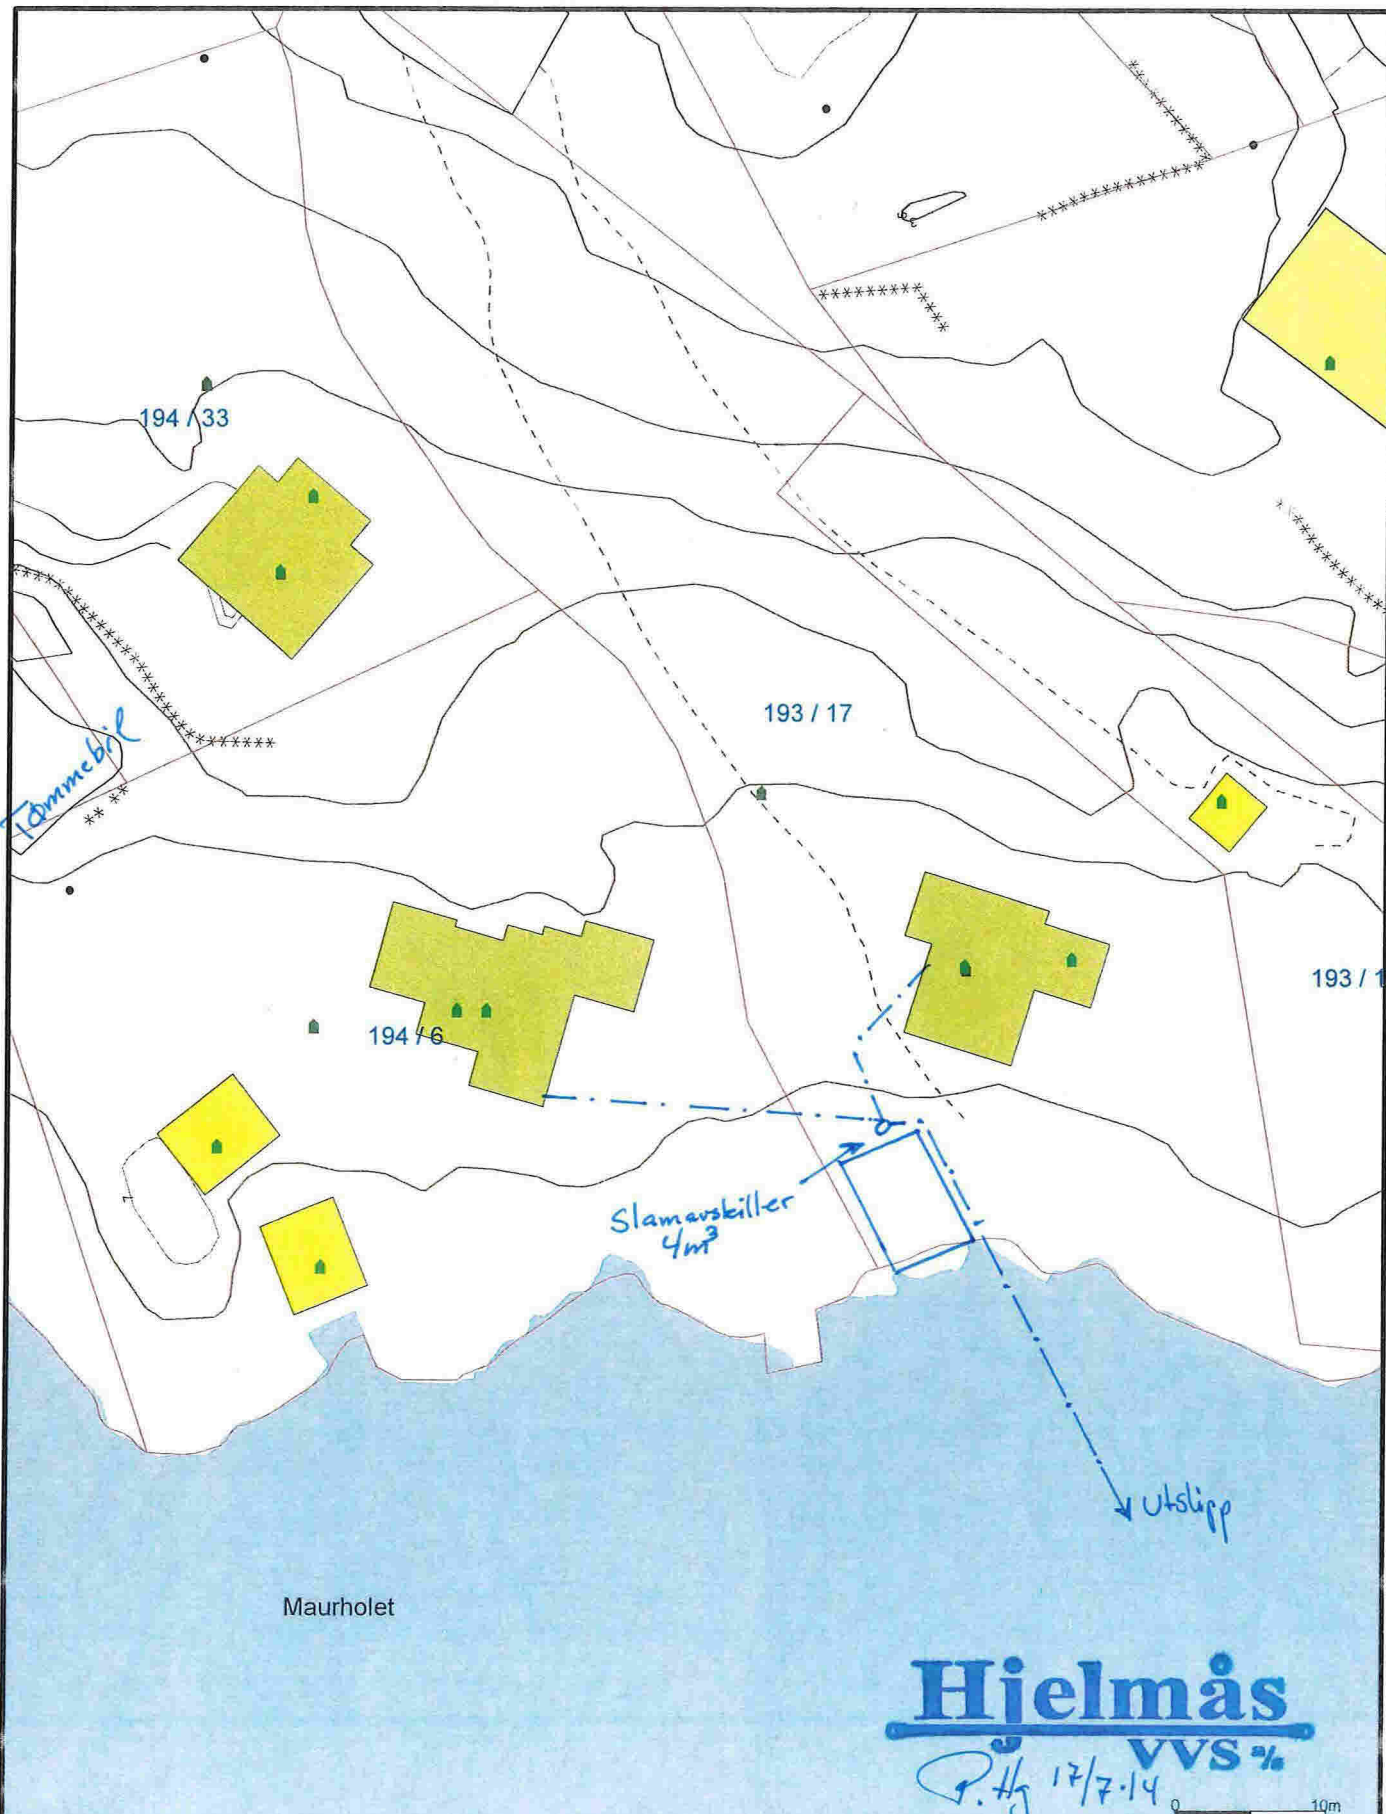 194 / 33
193 / 17
Tømmebil
193 / 1
194 / 6
Slamavskiller
4m³
Utslipp
Maurholet
Hjelmås
VVS a/s
P. Hj 17/7.14
0 10m